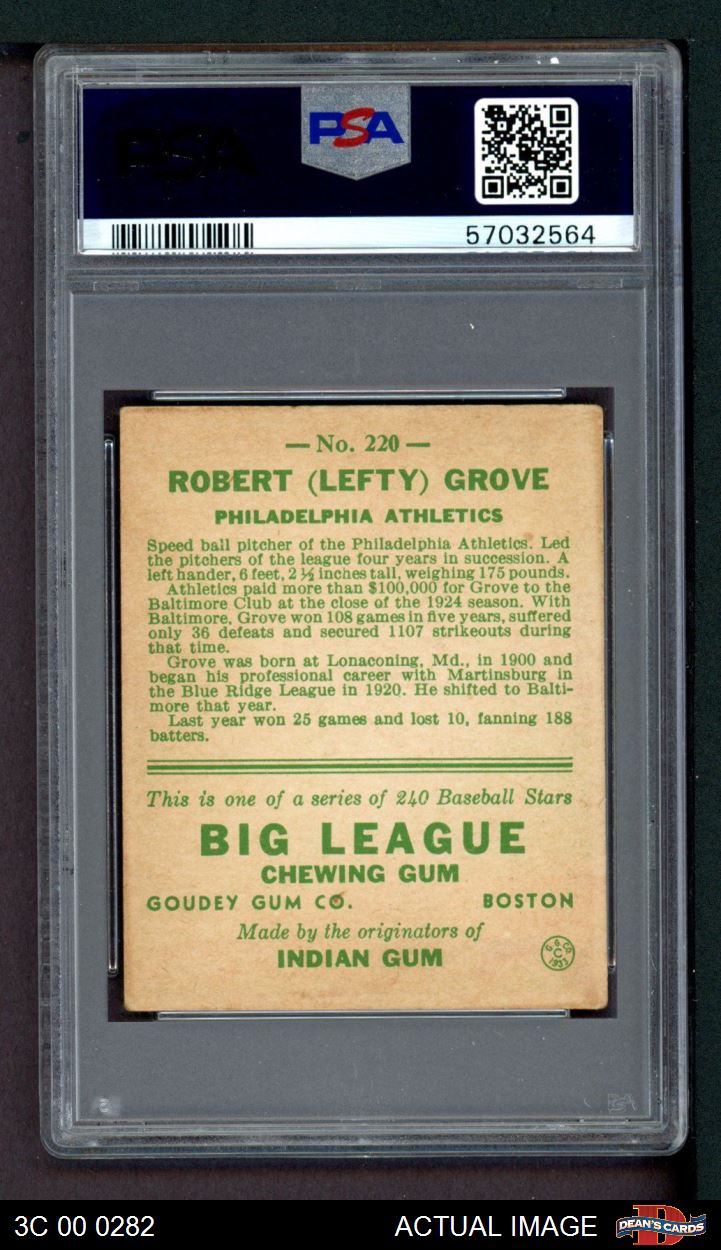 PSA
PSA
57032564
— No. 220 —
ROBERT (LEFTY) GROVE
PHILADELPHIA ATHLETICS
Speed ball pitcher of the Philadelphia Athletics. Led
the pitchers of the league four years in succession. A
left hander, 6 feet, 2 ½ inches tall, weighing 175 pounds.
Athletics paid more than $100,000 for Grove to the
Baltimore Club at the close of the 1924 season. With
Baltimore, Grove won 108 games in five years, suffered
only 36 defeats and secured 1107 strikeouts during
that time.
Grove was born at Lonaconing, Md., in 1900 and
began his professional career with Martinsburg in
the Blue Ridge League in 1920. He shifted to Balti-
more that year.
Last year won 25 games and lost 10, fanning 188
batters.
This is one of a series of 240 Baseball Stars
BIG LEAGUE
CHEWING GUM
GOUDEY GUM CO. BOSTON
Made by the originators of
INDIAN GUM
G. G. CO.
C
1933
3C 00 0282 ACTUAL IMAGE DEAN'S CARDS